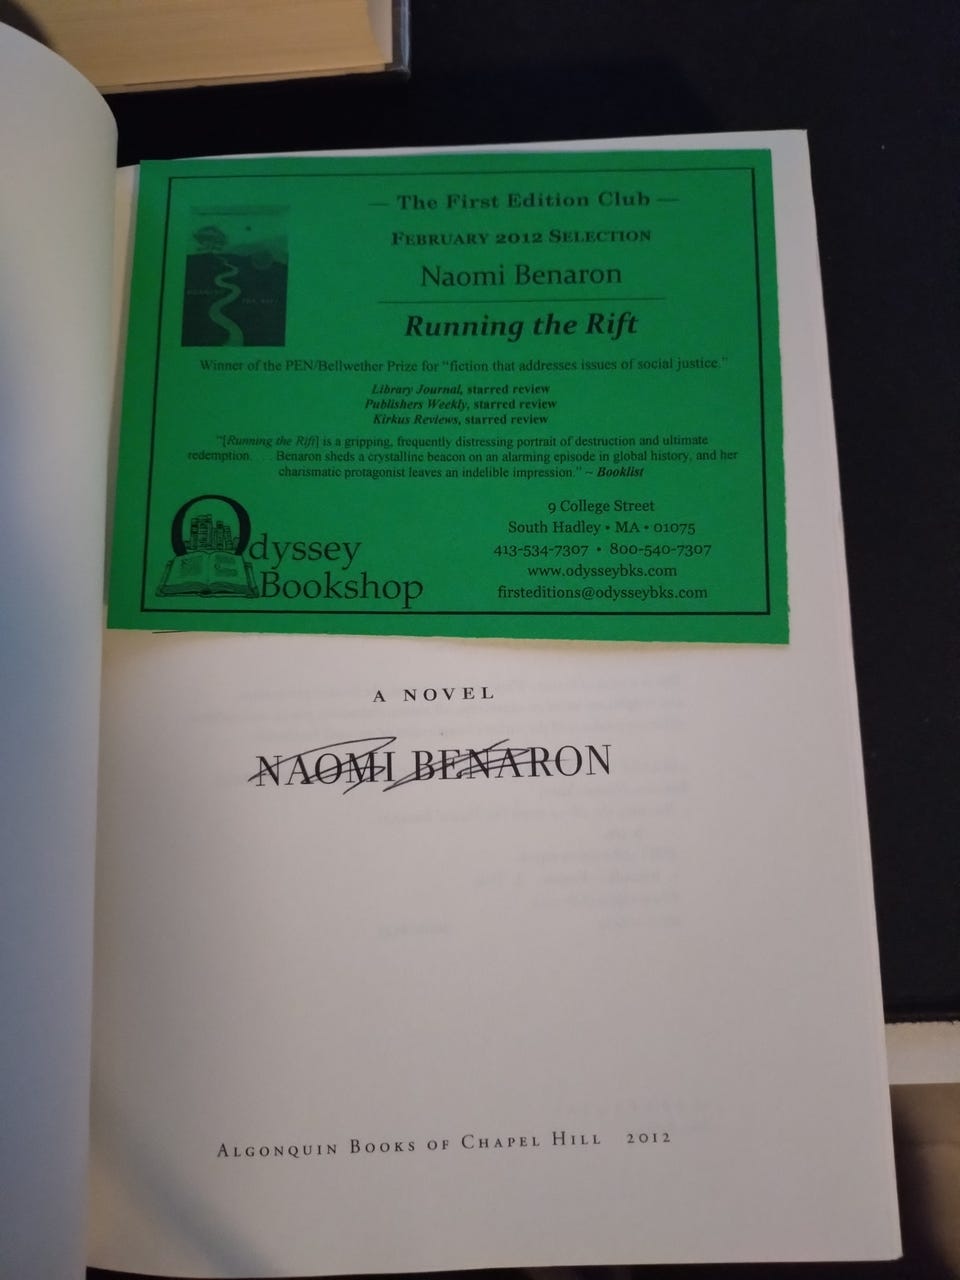 — The First Edition Club —
February 2012 Selection
Naomi Benaron
Running the Rift
Winner of the PEN/Bellwether Prize for "fiction that addresses issues of social justice."
Library Journal, starred review
Publishers Weekly, starred review
Kirkus Reviews, starred review
"[Running the Rift] is a gripping, frequently distressing portrait of destruction and ultimate
redemption. . . . Benaron sheds a crystalline beacon on an alarming episode in global history, and her
charismatic protagonist leaves an indelible impression." ~ Booklist
Odyssey
Bookshop
9 College Street
South Hadley • MA • 01075
413-534-7307 • 800-540-7307
www.odysseybks.com
firsteditions@odysseybks.com
A NOVEL
NAOMI BENARON
Algonquin Books of Chapel Hill 2012